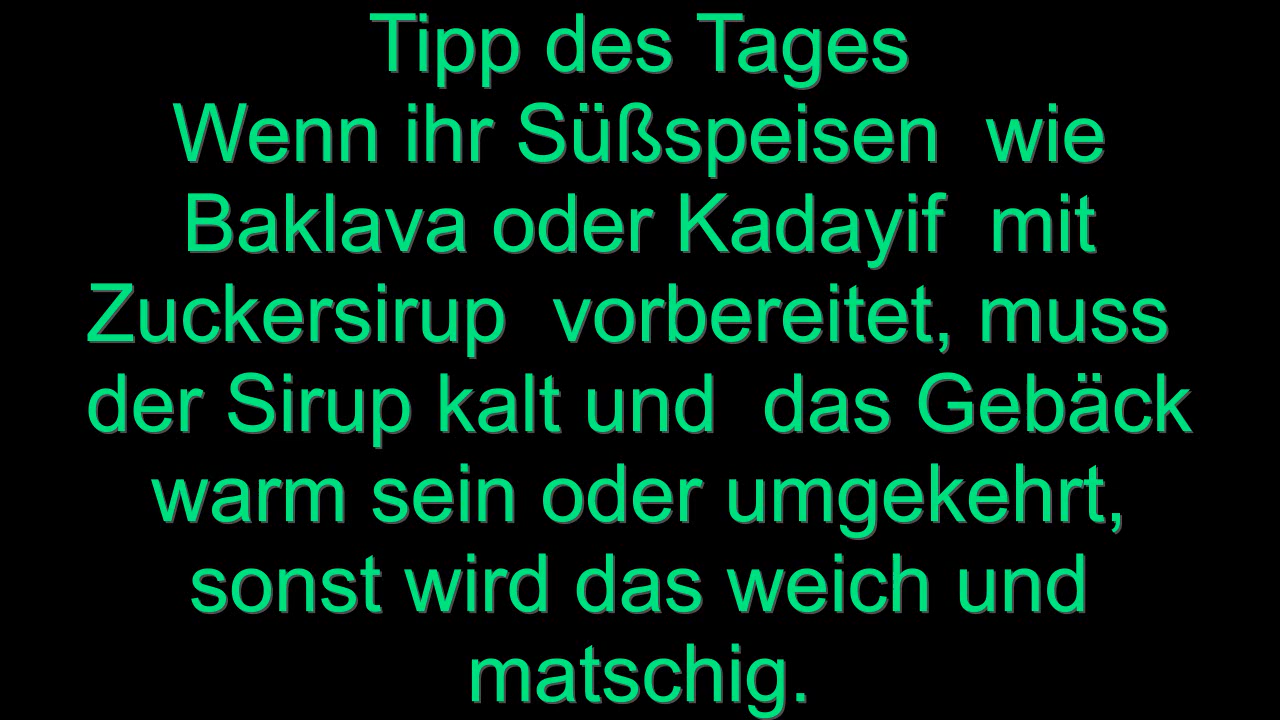 Tipp des Tages
Wenn ihr Süßspeisen  wie
Baklava oder Kadayif  mit
Zuckersirup  vorbereitet, muss
der Sirup kalt und  das Gebäck
warm sein oder umgekehrt,
sonst wird das weich und
matschig.